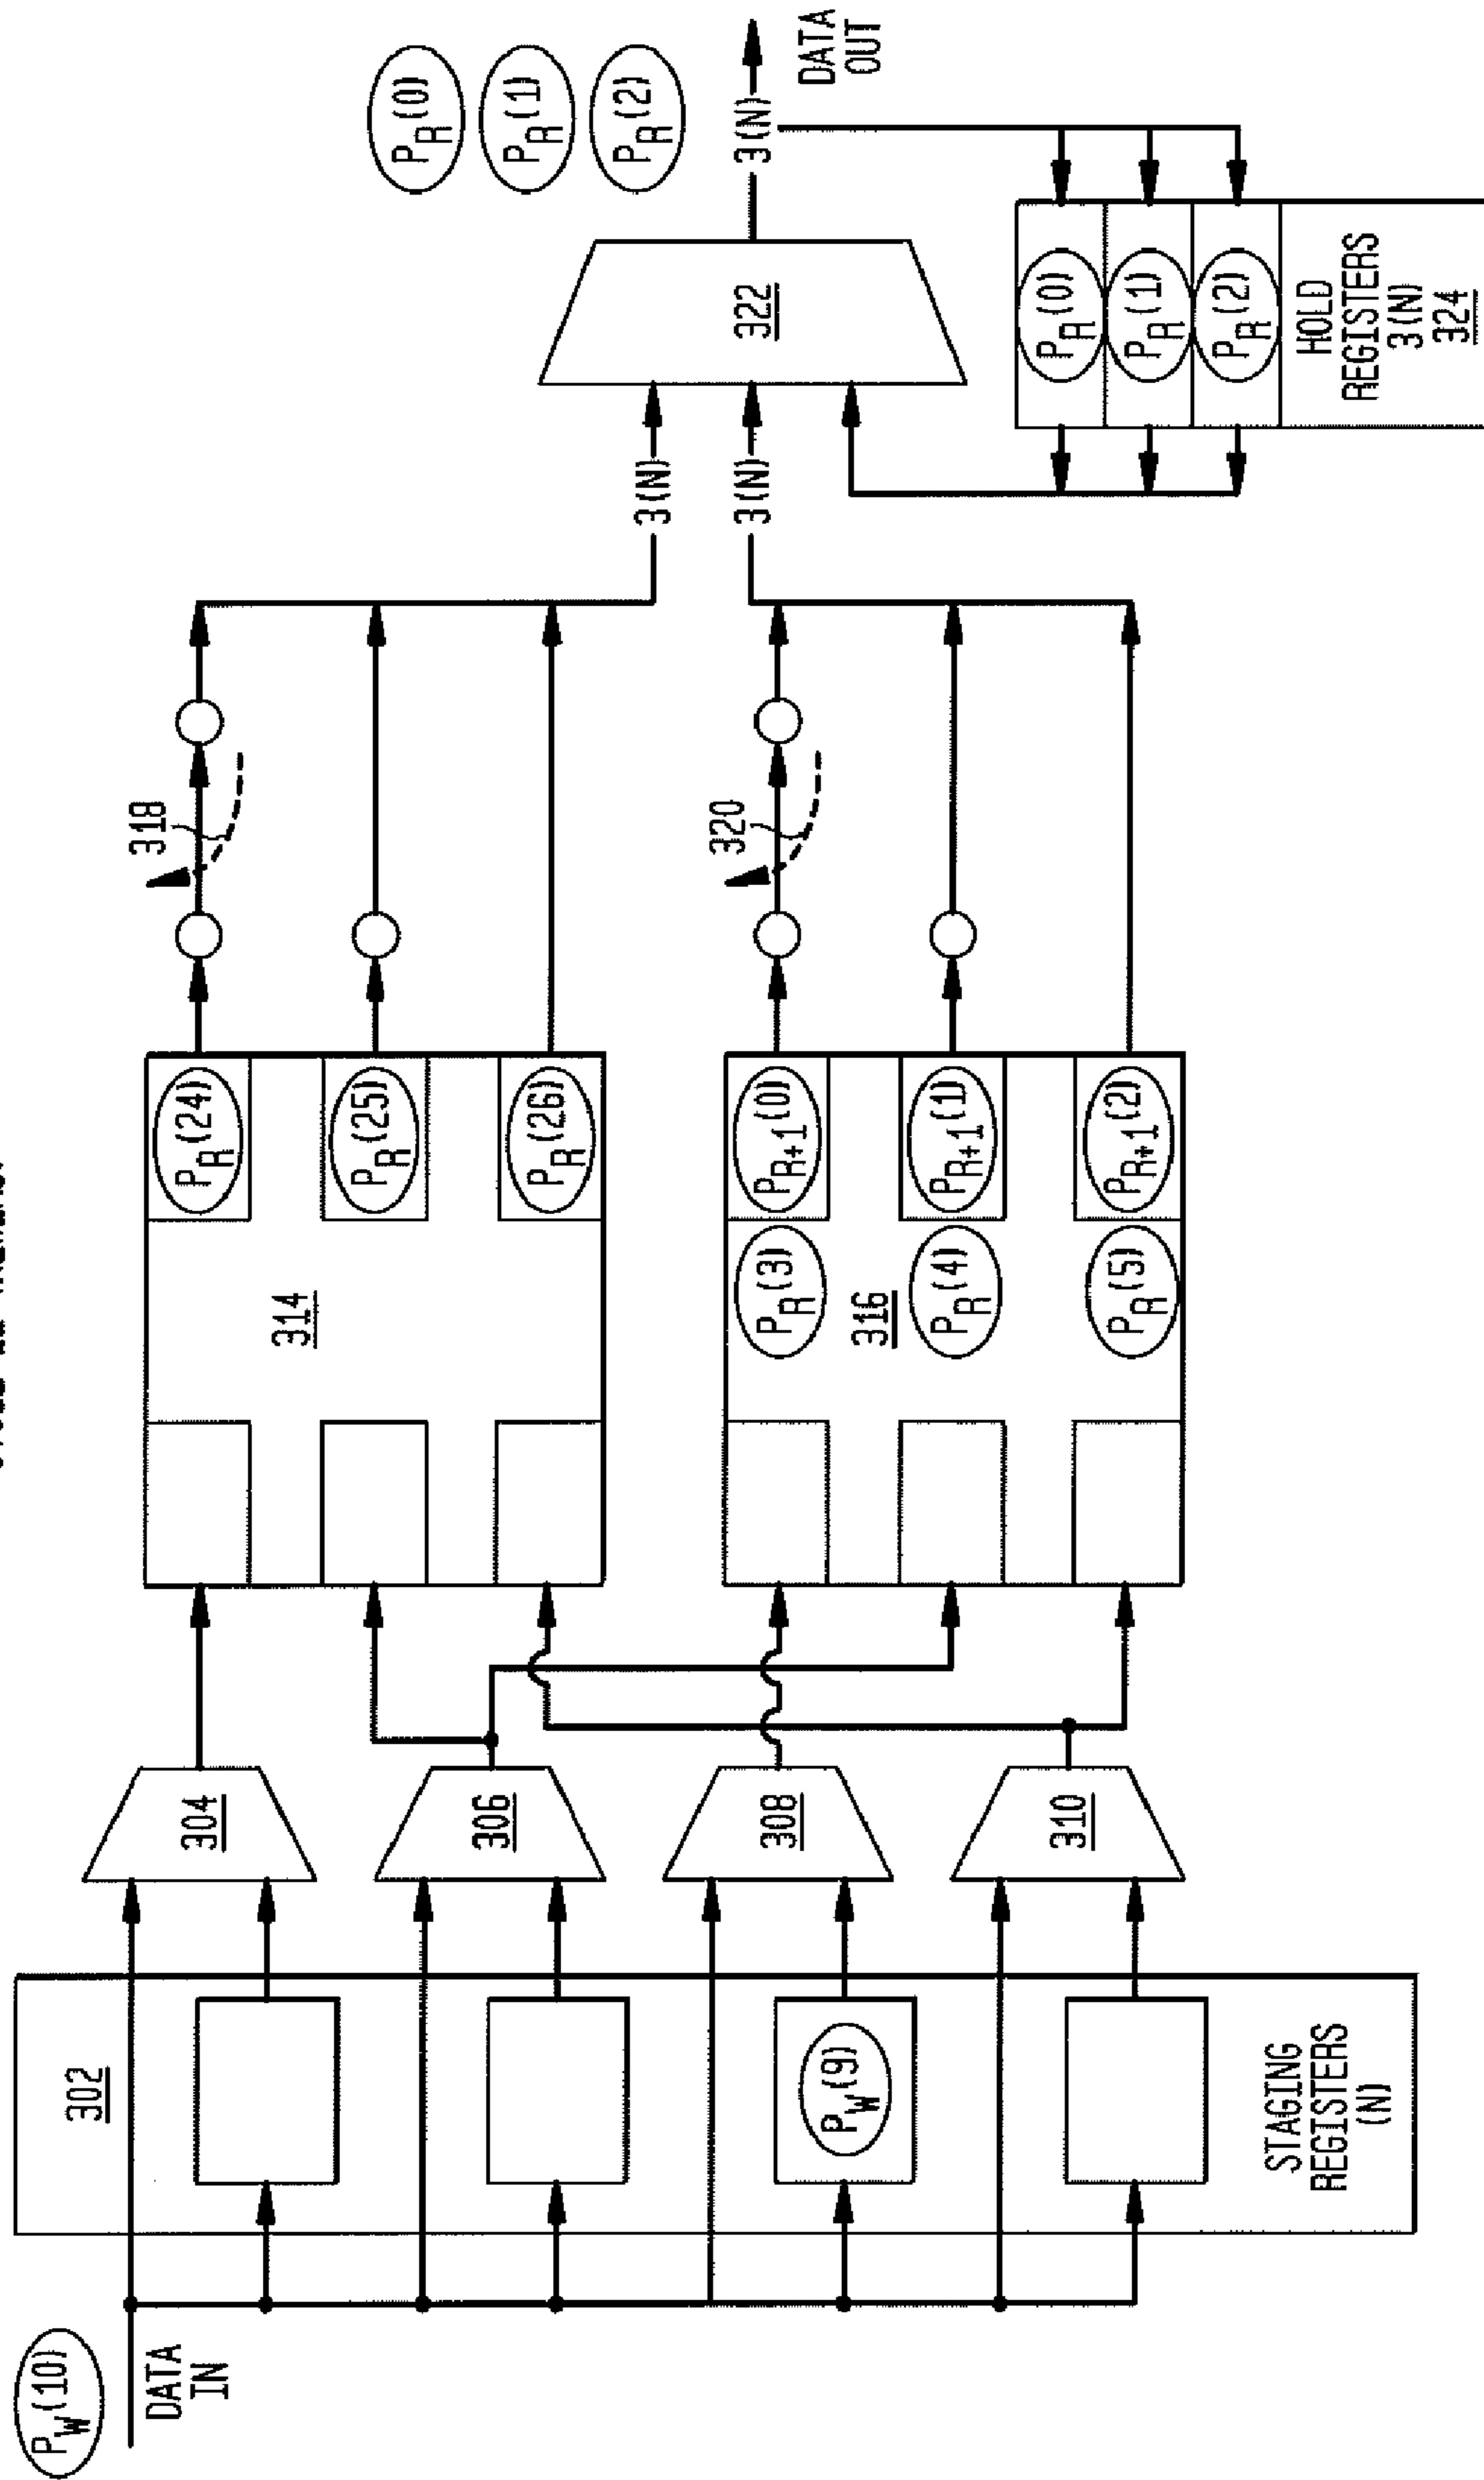 P_W(10)
DATA
IN
302
P_W(9)
STAGING
REGISTERS
(N)
304
306
308
310
314
P_R(24)
P_R(25)
P_R(26)
316
P_R(3)
P_R(4)
P_R(5)
P_R+1(0)
P_R+1(1)
P_R+1(2)
318
320
3(N)
3(N)
322
3(N)
DATA
OUT
P_R(0)
P_R(1)
P_R(2)
P_R(0)
P_R(1)
P_R(2)
HOLD
REGISTERS
3(N)
324